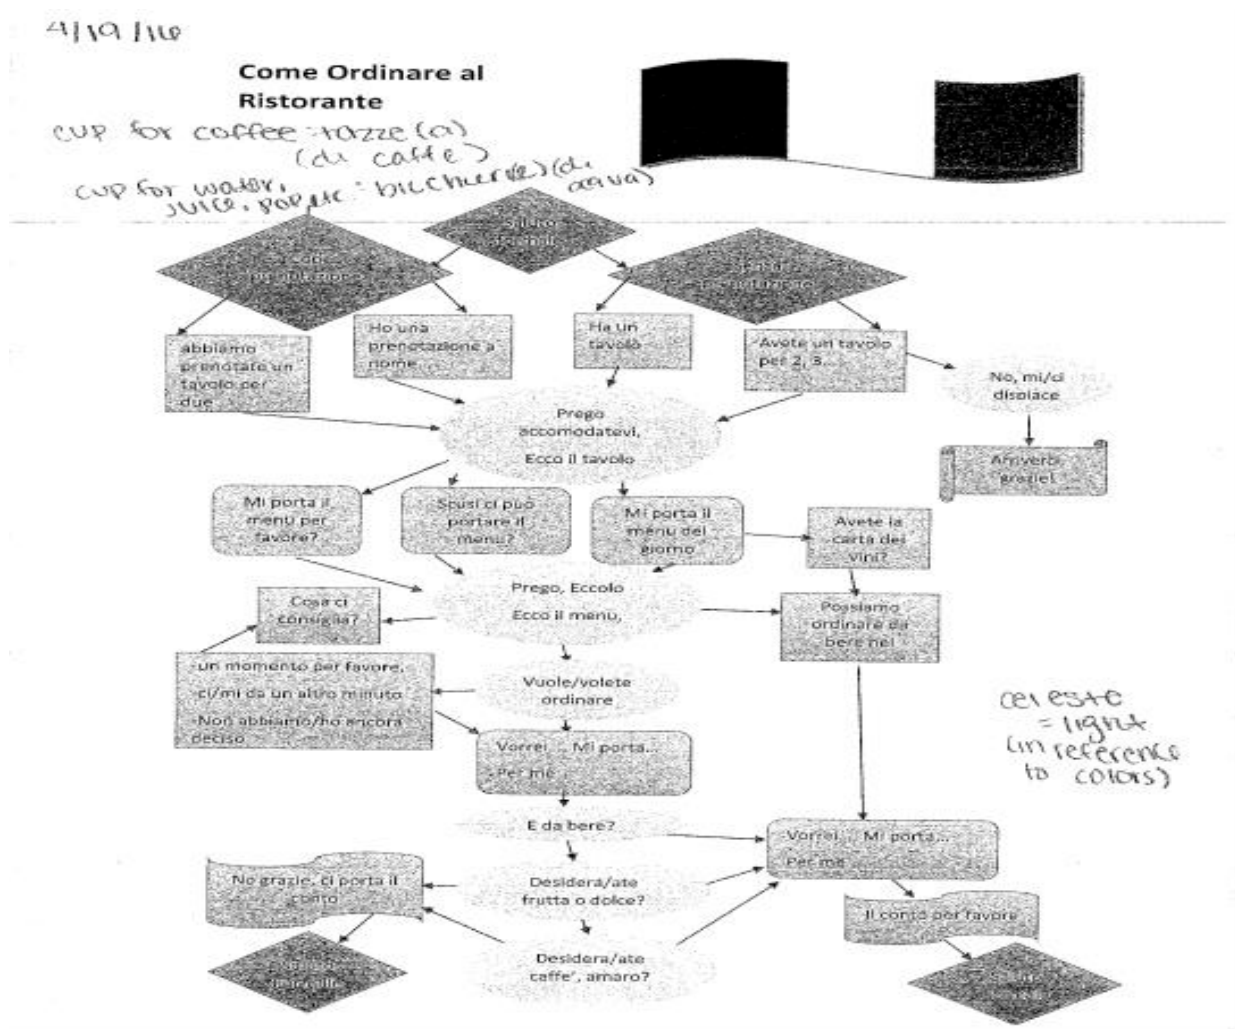 4/19/16
Come Ordinare al
Ristorante
cup for coffee: tazze(a)
(di caffe)
cup for water,
juice, pop, etc:
abbiamo
prenotate un
tavolo per
due
Ho una
prenotazione a
nome...
Ha un
tavolo
Avete un tavolo
per 2, 3...
No, mi/ci
dispiace
Prego
accomodatevi,
Ecco il tavolo
Arriverci
grazie!
Mi porta il
menu per
favore?
Scusi ci può
portare il
menu?
Mi porta il
menu del
giorno
Avete la
carta dei
vini?
Prego, Eccolo
Ecco il menu,
Cosa ci
consiglia?
Possiamo
ordinare da
bere nel
-un momento per favore,
-ci/mi da un altro minuto
-Non abbiamo/ho ancora
deciso
Vuole/volete
ordinare
celeste
= light
(in reference
to colors)
Vorrei... Mi porta...
Per me
E da bere?
-Vorrei... Mi porta...
Per me
Desidera/ate
frutta o dolce?
No grazie, ci porta il
conto
Il conto per favore
Desidera/ate
caffe', amaro?